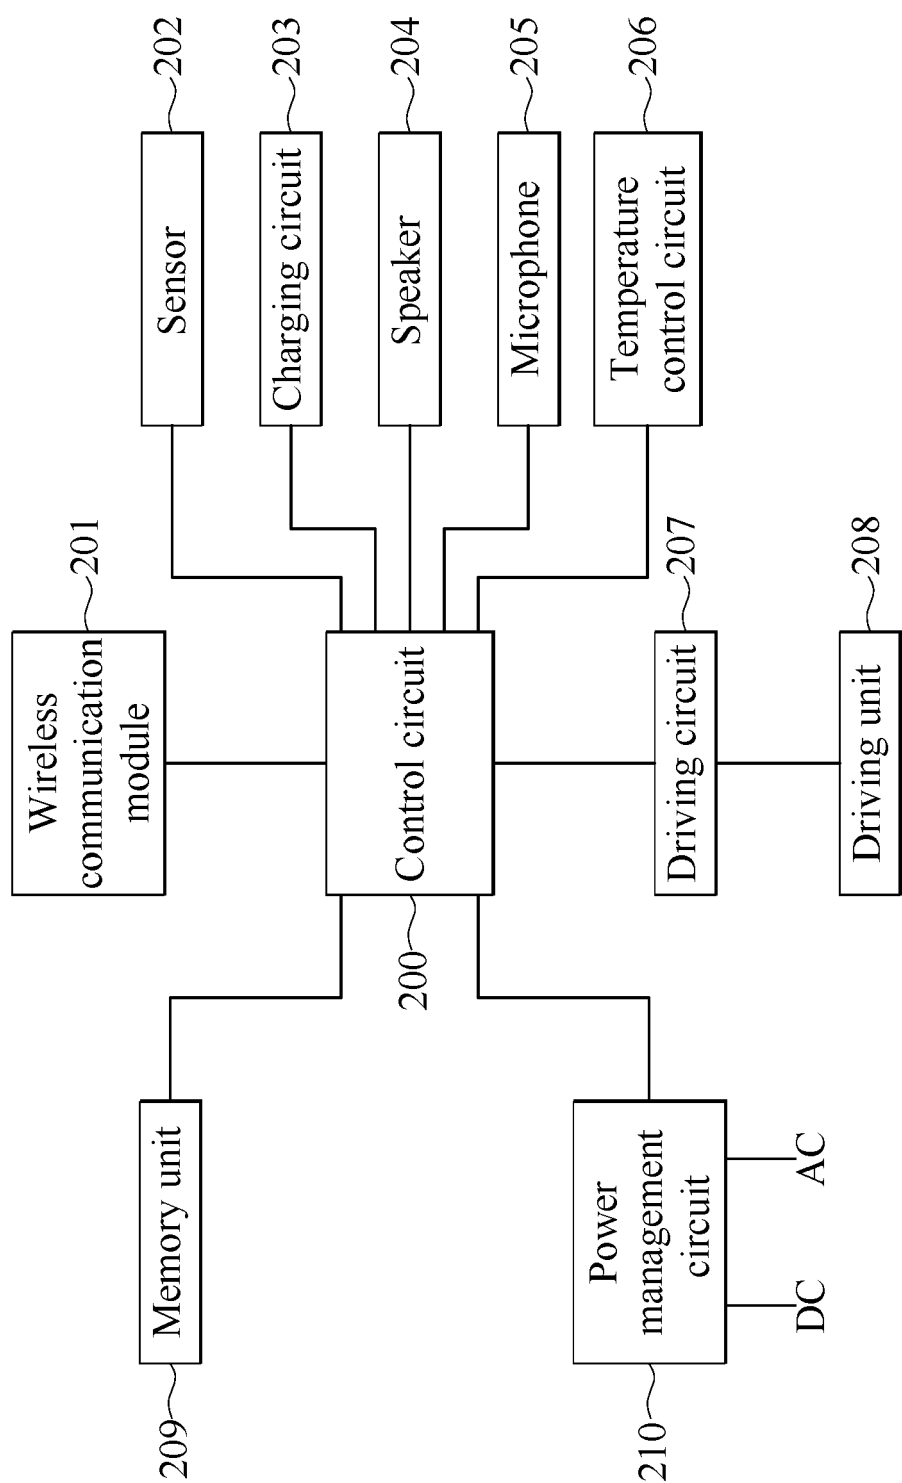 Wireless
communication
module
201
Memory unit
209
Control circuit
200
Sensor
202
Charging circuit
203
Speaker
204
Microphone
205
Temperature
control circuit
206
Power
management
circuit
210
DC
AC
Driving circuit
207
Driving unit
208